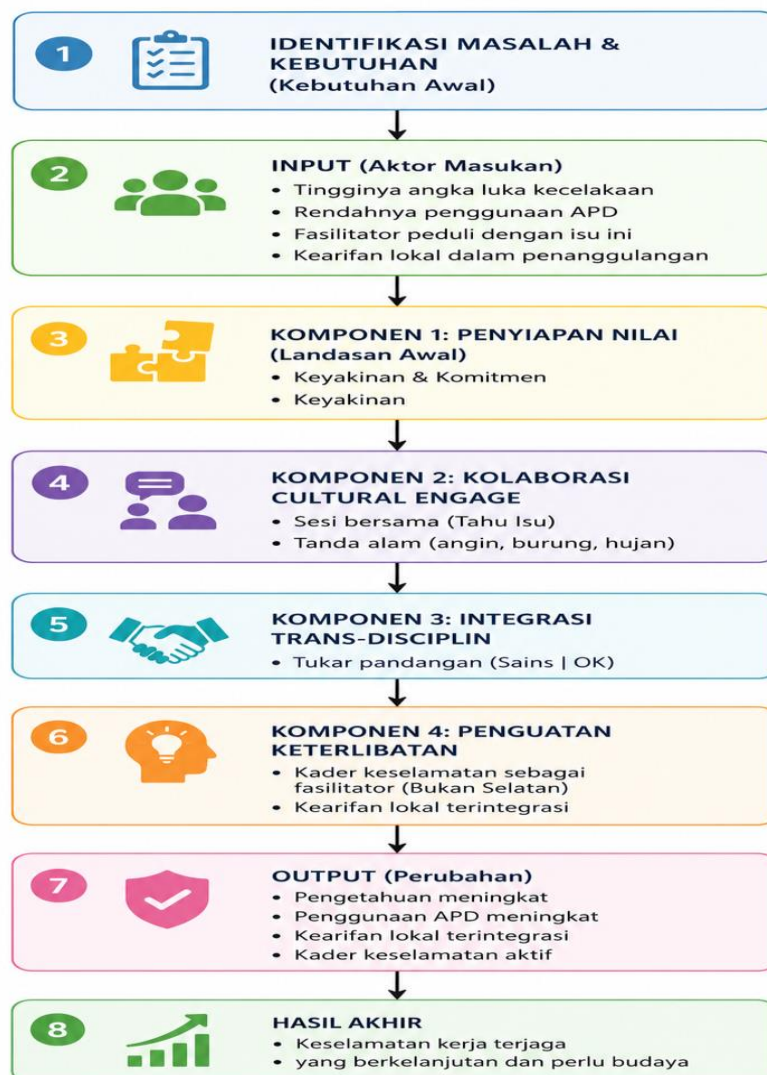 1
IDENTIFIKASI MASALAH &
KEBUTUHAN
(Kebutuhan Awal)
2
INPUT (Aktor Masukan)
• Tingginya angka luka kecelakaan
• Rendahnya penggunaan APD
• Fasilitator peduli dengan isu ini
• Kearifan lokal dalam penanggulangan
3
KOMPONEN 1: PENYIAPAN NILAI
(Landasan Awal)
• Keyakinan & Komitmen
• Keyakinan
4
KOMPONEN 2: KOLABORASI
CULTURAL ENGAGE
• Sesi bersama (Tahu Isu)
• Tanda alam (angin, burung, hujan)
5
KOMPONEN 3: INTEGRASI
TRANS-DISCIPLIN
• Tukar pandangan (Sains | OK)
6
KOMPONEN 4: PENGUATAN
KETERLIBATAN
• Kader keselamatan sebagai
fasilitator (Bukan Selatan)
• Kearifan lokal terintegrasi
7
OUTPUT (Perubahan)
• Pengetahuan meningkat
• Penggunaan APD meningkat
• Kearifan lokal terintegrasi
• Kader keselamatan aktif
8
HASIL AKHIR
• Keselamatan kerja terjaga
• yang berkelanjutan dan perlu budaya